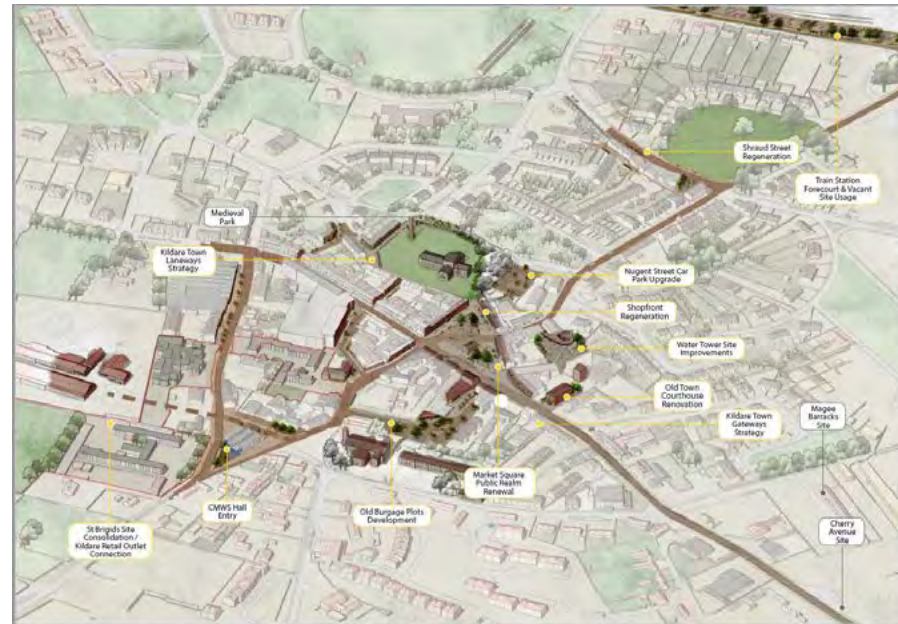 Shraud Street
Regeneration
Train Station
Forecourt & Vacant
Site Usage
Medieval
Park
Kildare Town
Laneways
Strategy
Nugent Street Car
Park Upgrade
Shopfront
Regeneration
Water Tower Site
Improvements
Old Town
Courthouse
Renovation
Kildare Town
Gateways
Strategy
Magee
Barracks
Site
Market Square
Public Realm
Renewal
Old Burgage Plots
Development
CMWS Hall
Entry
St Brigids Site
Consolidation /
Kildare Retail Outlet
Connection
Cherry
Avenue
Site